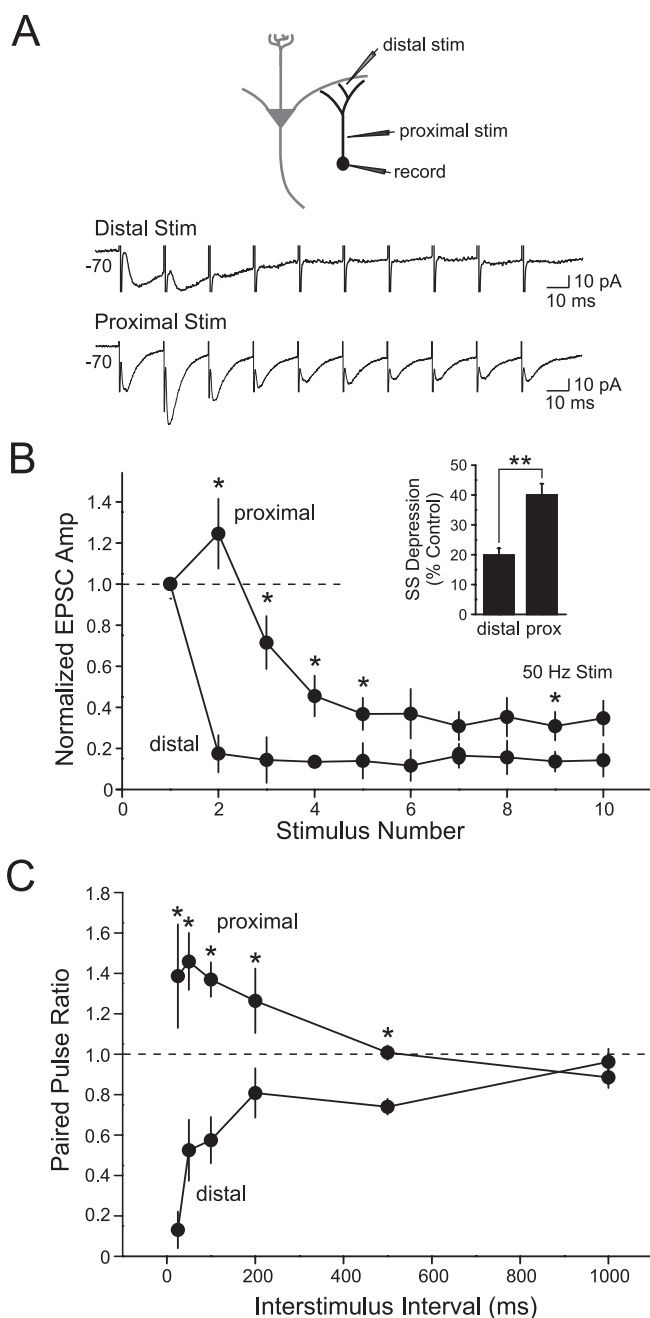 A
distal stim
proximal stim
record
Distal Stim
-70
10 pA
10 ms
Proximal Stim
-70
10 pA
10 ms
B
Normalized EPSC Amp
1.4
1.2
1.0
0.8
0.6
0.4
0.2
0
*
proximal
*
*
*
*
distal
50 Hz Stim
0 2 4 6 8 10
Stimulus Number
SS Depression
(% Control)
50
40
30
20
10
0
**
distal prox
C
Paired Pulse Ratio
1.8
1.6
1.4
1.2
1.0
0.8
0.6
0.4
0.2
0
* * * * *
proximal
distal
0 200 400 600 800 1000
Interstimulus Interval (ms)